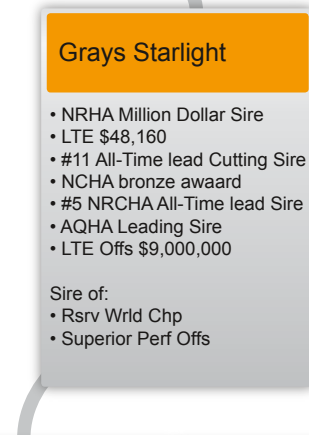 Grays Starlight
• NRHA Million Dollar Sire
• LTE $48,160
• #11 All-Time lead Cutting Sire
• NCHA bronze awaard
• #5 NRCHA All-Time lead Sire
• AQHA Leading Sire
• LTE Offs $9,000,000
Sire of:
• Rsrv Wrld Chp
• Superior Perf Offs